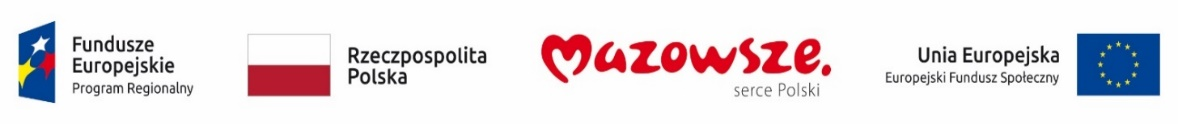 Fundusze
Europejskie
Program Regionalny
Rzeczpospolita
Polska
mazowsze.
serce Polski
Unia Europejska
Europejski Fundusz Społeczny